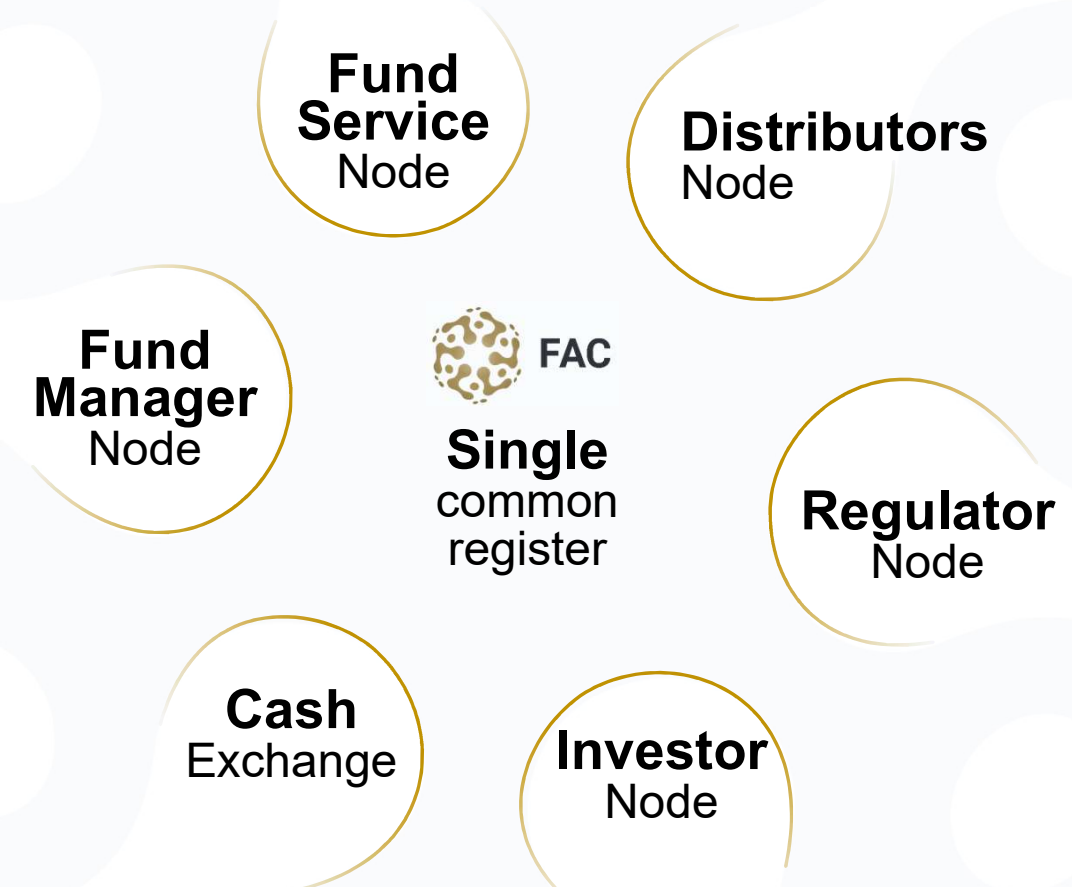 Fund
Service
Node
Distributors
Node
Fund
Manager
Node
FAC
Single
common
register
Regulator
Node
Cash
Exchange
Investor
Node